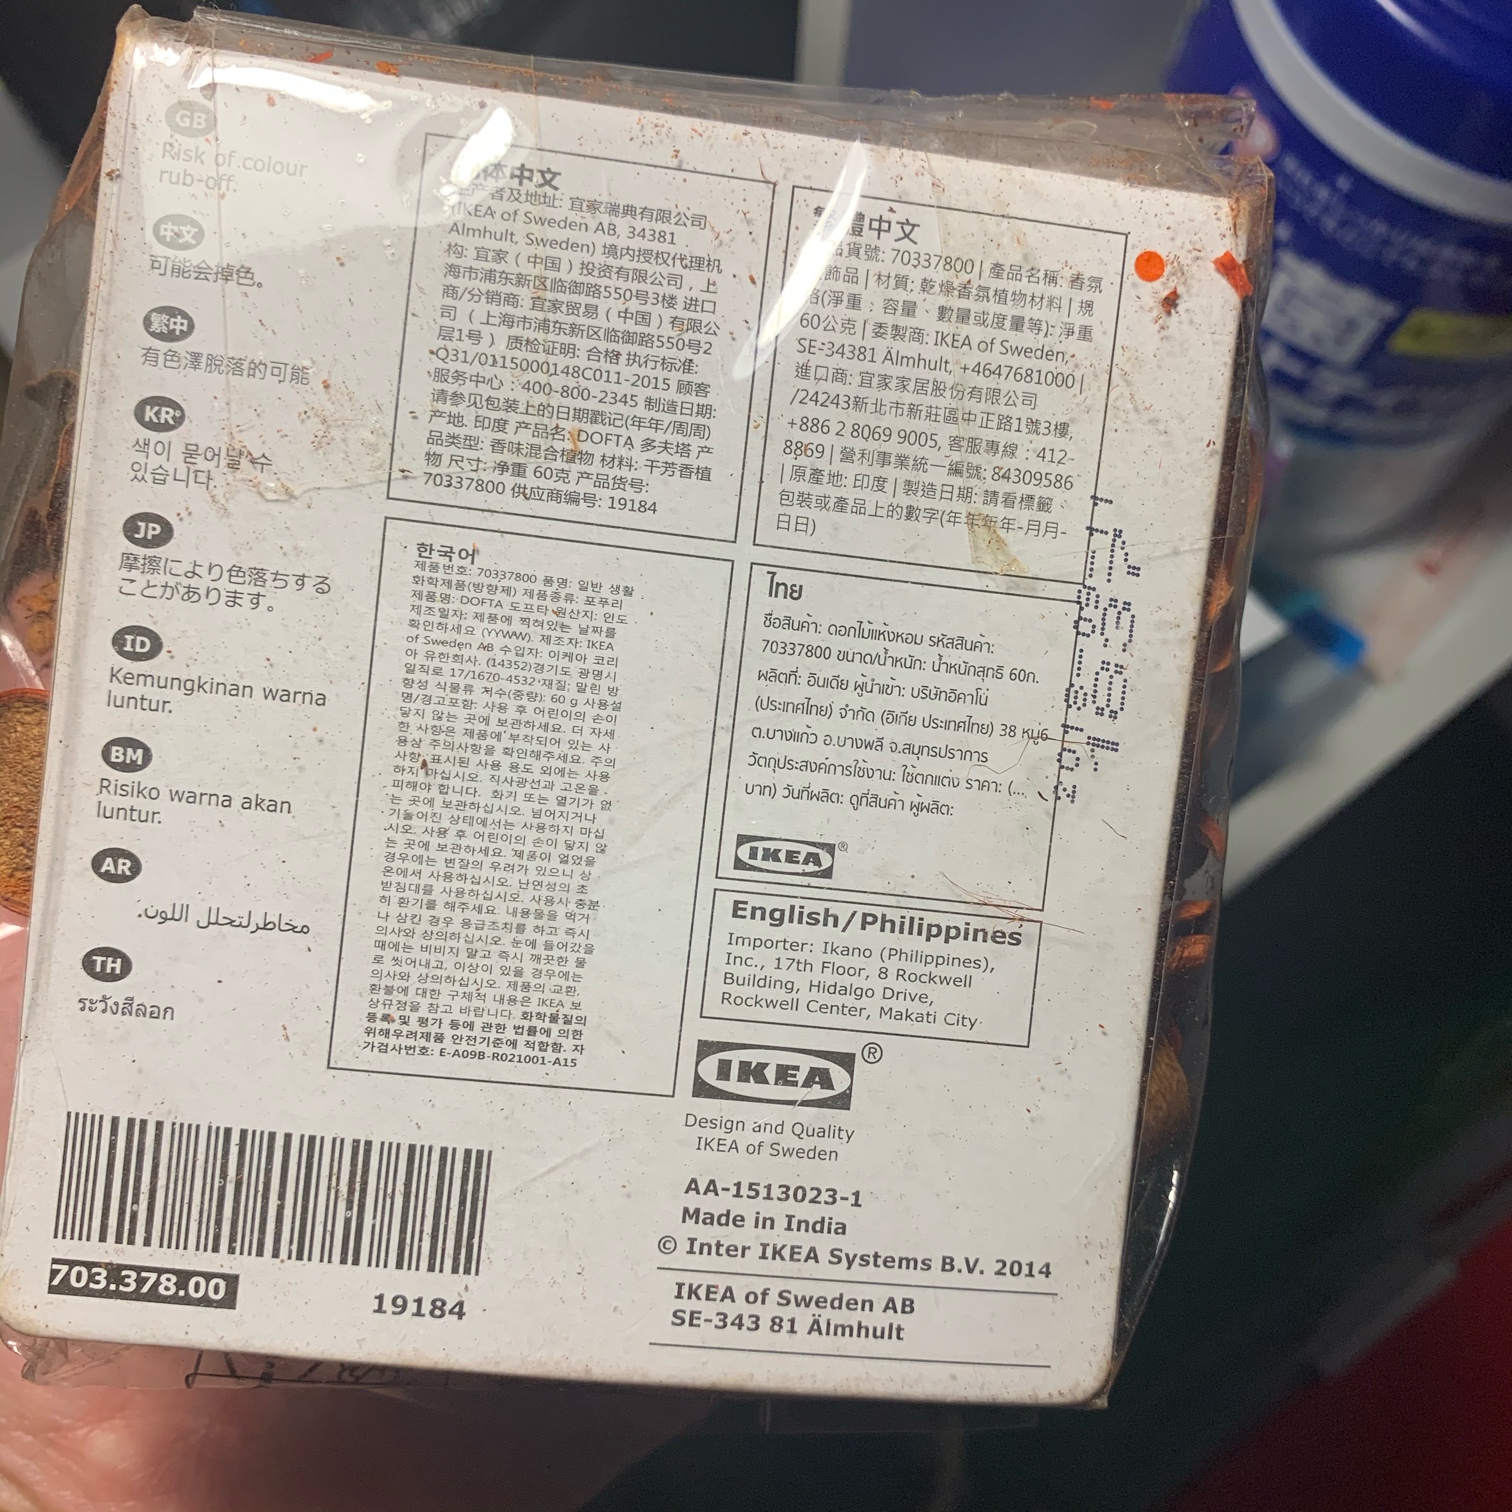 GB
Risk of colour
rub-off.
中文
可能会掉色。
繁中
有色澤脫落的可能
KR
색이 묻어날 수
있습니다.
JP
摩擦により色落ちする
ことがあります。
ID
Kemungkinan warna
luntur.
BM
Risiko warna akan
luntur.
AR
مخاطرلتحلل اللون.
TH
ระวังสีลอก
体中文
产者及地址: 宜家瑞典有限公司
(IKEA of Sweden AB, 34381
Älmhult, Sweden) 境内授权代理机
构: 宜家（中国）投资有限公司，上
海市浦东新区临御路550号3楼 进口
商/分销商: 宜家贸易（中国）有限公
司（上海市浦东新区临御路550号2
层1号） 质检证明: 合格 执行标准:
Q31/0115000148C011-2015 顾客
服务中心：400-800-2345 制造日期:
请参见包装上的日期戳记(年年/周周)
产地. 印度 产品名: DOFTA 多夫塔 产
品类型: 香味混合植物 材料: 干芳香植
物 尺寸: 净重 60克 产品货号:
70337800 供应商编号: 19184
繁體中文
品貨號: 70337800 | 產品名稱: 香氛
飾品 | 材質: 乾燥香氛植物材料 | 規
格(淨重、容量、數量或度量等): 淨重
60公克 | 委製商: IKEA of Sweden,
SE-34381 Älmhult, +4647681000 |
進口商: 宜家家居股份有限公司
/24243新北市新莊區中正路1號3樓,
+886 2 8069 9005, 客服專線：412-
8869 | 營利事業統一編號: 84309586
| 原產地: 印度 | 製造日期: 請看標籤、
包裝或產品上的數字(年年年年-月月-
日日)
한국어
제품번호: 70337800 품명: 일반 생활
화학제품(방향제) 제품종류: 포푸리
제품명: DOFTA 도프타 원산지: 인도
제조일자: 제품에 찍혀있는 날짜를
확인하세요 (YYWW). 제조자: IKEA
of Sweden AB 수입자: 이케아 코리
아 유한회사. (14352)경기도 광명시
일직로 17/1670-4532 재질; 말린 방
향성 식물류 치수(중량): 60 g 사용설
명/경고포함: 사용 후 어린이의 손이
닿지 않는 곳에 보관하세요. 더 자세
한 사항은 제품에 부착되어 있는 사
용상 주의사항을 확인해주세요. 주의
사항: 표시된 사용 용도 외에는 사용
하지 마십시오. 직사광선과 고온을
피해야 합니다. 화기 또는 열기가 없
는 곳에 보관하십시오. 넘어지거나
기울어진 상태에서는 사용하지 마십
시오. 사용 후 어린이의 손이 닿지 않
는 곳에 보관하세요. 제품이 얼었을
경우에는 변질의 우려가 있으니 상
온에서 사용하십시오. 난연성의 초
받침대를 사용하십시오. 사용시 충분
히 환기를 해주세요. 내용물을 먹거
나 삼킨 경우 응급조치를 하고 즉시
의사와 상의하십시오. 눈에 들어갔을
때에는 비비지 말고 즉시 깨끗한 물
로 씻어내고, 이상이 있을 경우에는
의사와 상의하십시오. 제품의 교환,
환불에 대한 구체적 내용은 IKEA 보
상규정을 참고 바랍니다. 화학물질의
등록 및 평가 등에 관한 법률에 의한
위해우려제품 안전기준에 적합함. 자
가검사번호: E-A09B-R021001-A15
ไทย
ชื่อสินค้า: ดอกไม้แห้งหอม รหัสสินค้า:
70337800 ขนาด/น้ำหนัก: น้ำหนักสุทธิ 60ก.
ผลิตที่: อินเดีย ผู้นำเข้า: บริษัทอิคาโน่
(ประเทศไทย) จำกัด (อิเกีย ประเทศไทย) 38 หมู่6
ต.บางแก้ว อ.บางพลี จ.สมุทรปราการ
วัตถุประสงค์การใช้งาน: ใช้ตกแต่ง ราคา: (...
บาท) วันที่ผลิต: ดูที่สินค้า ผู้ผลิต:
IKEA®
English/Philippines
Importer: Ikano (Philippines),
Inc., 17th Floor, 8 Rockwell
Building, Hidalgo Drive,
Rockwell Center, Makati City
IKEA®
Design and Quality
IKEA of Sweden
AA-1513023-1
Made in India
© Inter IKEA Systems B.V. 2014
IKEA of Sweden AB
SE-343 81 Älmhult
703.378.00
19184